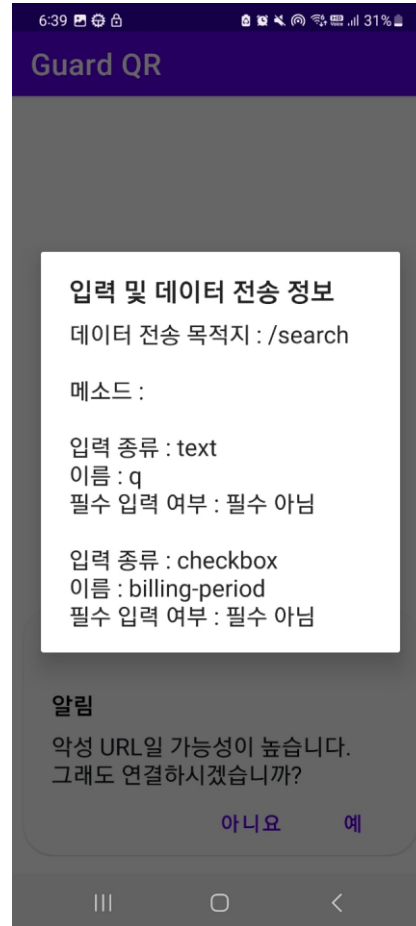 6:39
31%
Guard QR
입력 및 데이터 전송 정보
데이터 전송 목적지 : /search
메소드 :
입력 종류 : text
이름 : q
필수 입력 여부 : 필수 아님
입력 종류 : checkbox
이름 : billing-period
필수 입력 여부 : 필수 아님
알림
악성 URL일 가능성이 높습니다.
그래도 연결하시겠습니까?
아니요 예